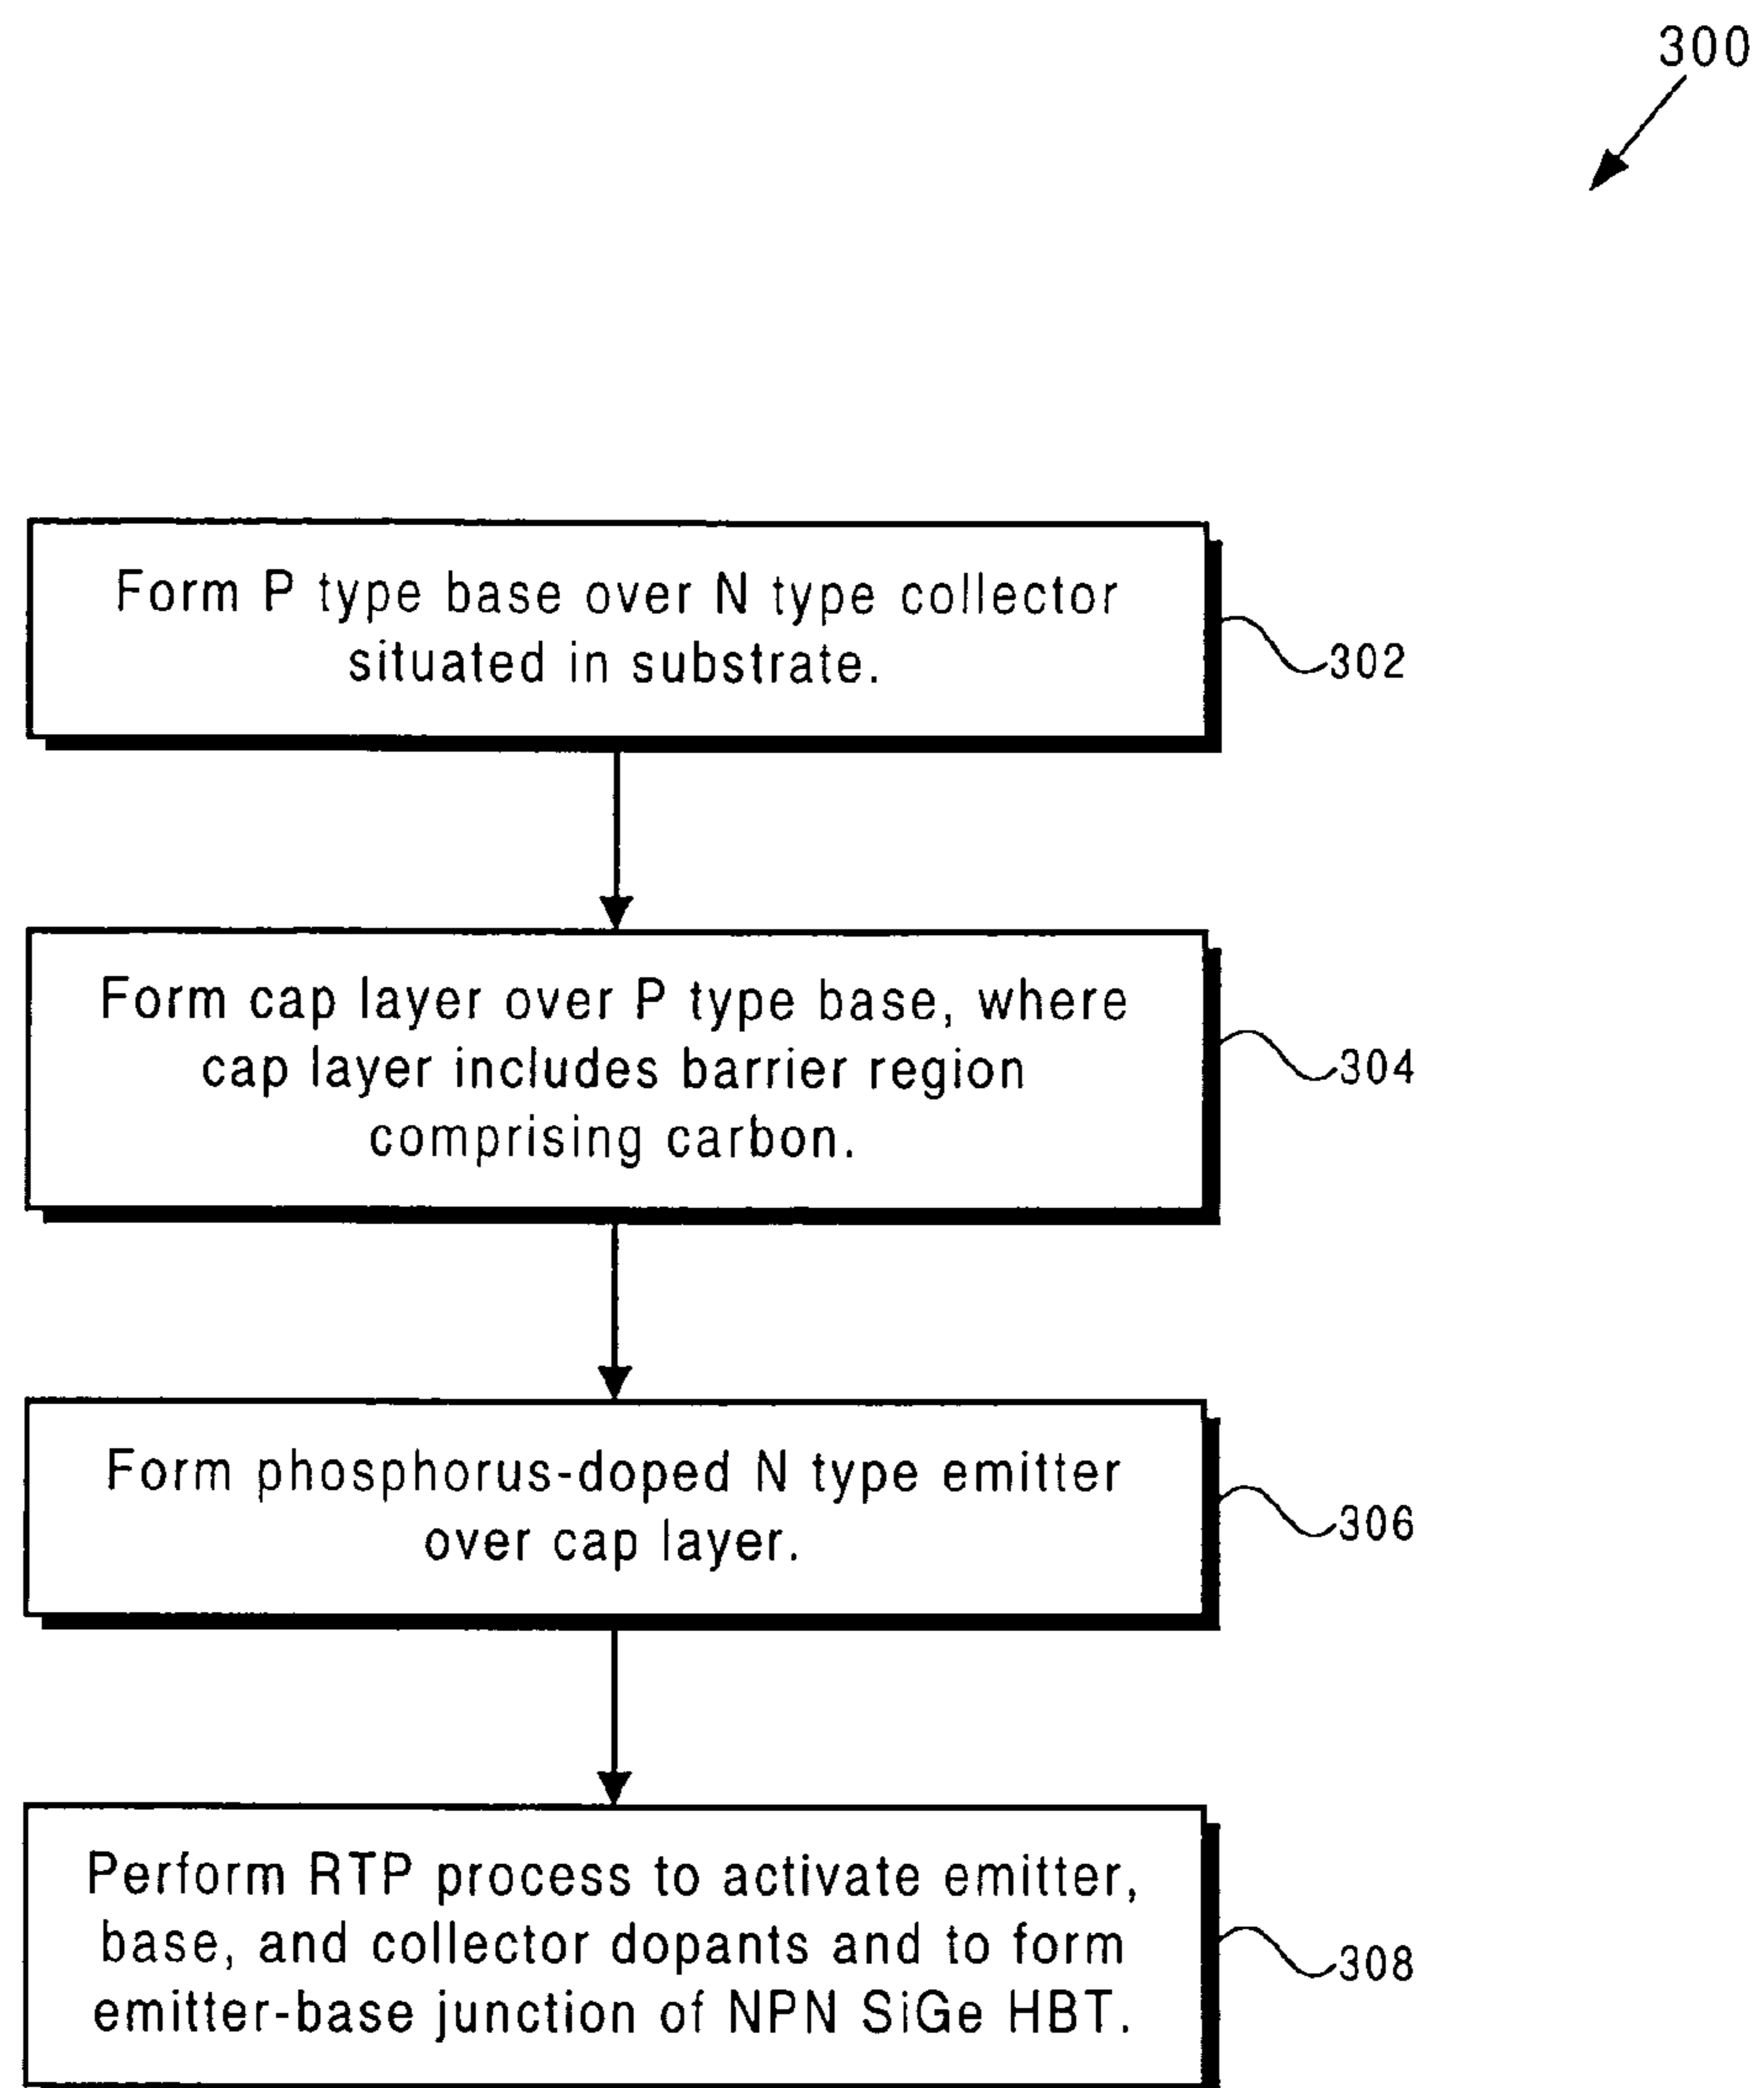 300
Form P type base over N type collector
situated in substrate.
302
Form cap layer over P type base, where
cap layer includes barrier region
comprising carbon.
304
Form phosphorus-doped N type emitter
over cap layer.
306
Perform RTP process to activate emitter,
base, and collector dopants and to form
emitter-base junction of NPN SiGe HBT.
308